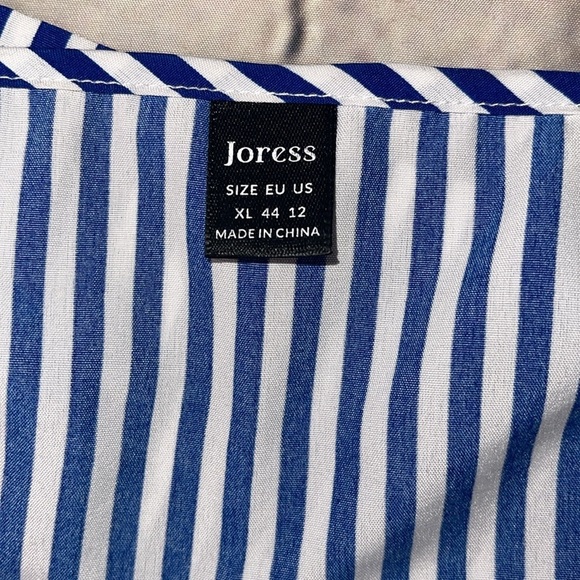 Joress
SIZE EU US
XL 44 12
MADE IN CHINA